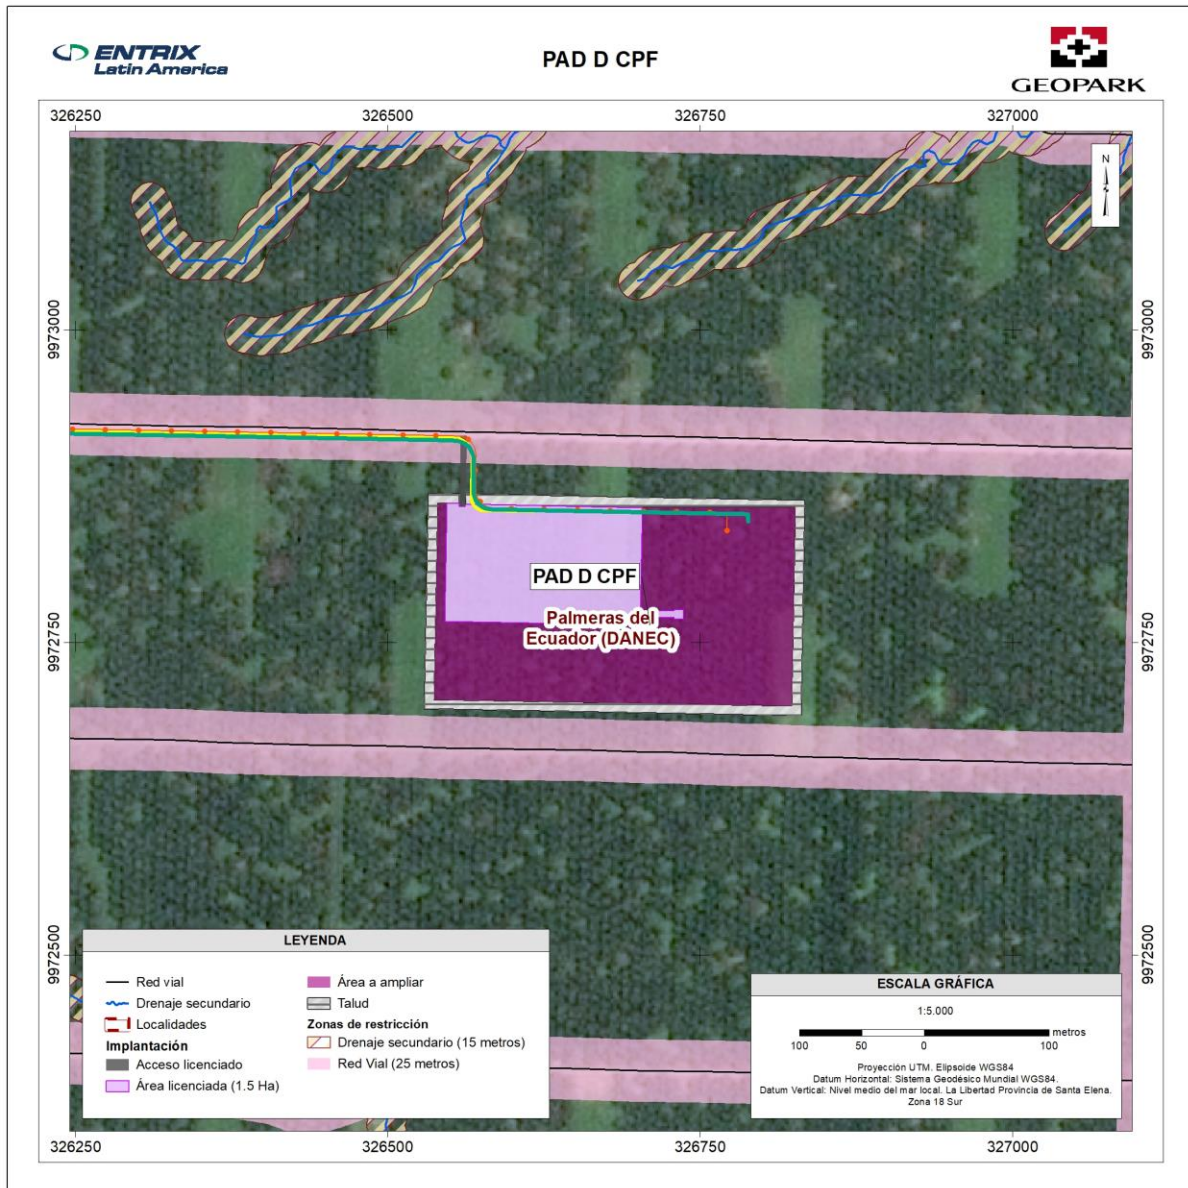 ENTRIX
Latin America
PAD D CPF
GEOPARK
326250 326500 326750 327000
N
9973000 9973000
PAD D CPF
Palmeras del
Ecuador (DANEC)
9972750 9972750
9972500 9972500
LEYENDA
Red vial
Drenaje secundario
Localidades
Implantación
Acceso licenciado
Área licenciada (1.5 Ha)
Área a ampliar
Talud
Zonas de restricción
Drenaje secundario (15 metros)
Red Vial (25 metros)
ESCALA GRÁFICA
1:5.000
metros
100 50 0 100
Proyección UTM. Elipsoide WGS84
Datum Horizontal: Sistema Geodésico Mundial WGS84.
Datum Vertical: Nivel medio del mar local. La Libertad Provincia de Santa Elena.
Zona 18 Sur
326250 326500 326750 327000